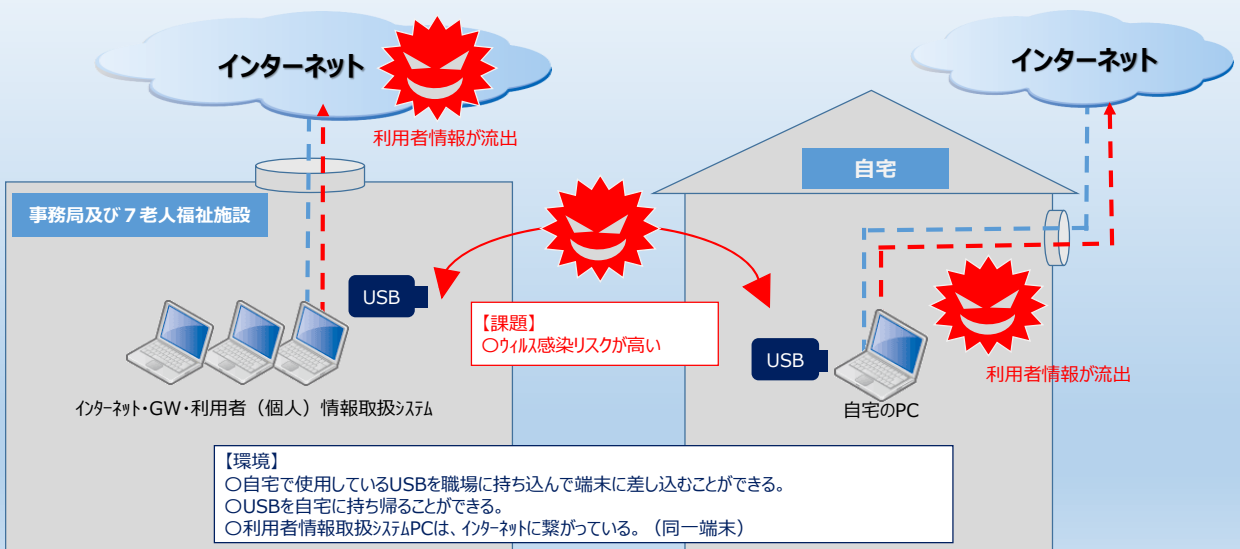 インターネット
利用者情報が流出
事務局及び７老人福祉施設
USB
インターネット・GW・利用者（個人）情報取扱システム
【課題】
〇ウィルス感染リスクが高い
インターネット
自宅
USB
自宅のPC
利用者情報が流出
【環境】
〇自宅で使用しているUSBを職場に持ち込んで端末に差し込むことができる。
〇USBを自宅に持ち帰ることができる。
〇利用者情報取扱システムPCは、インターネットに繋がっている。（同一端末）